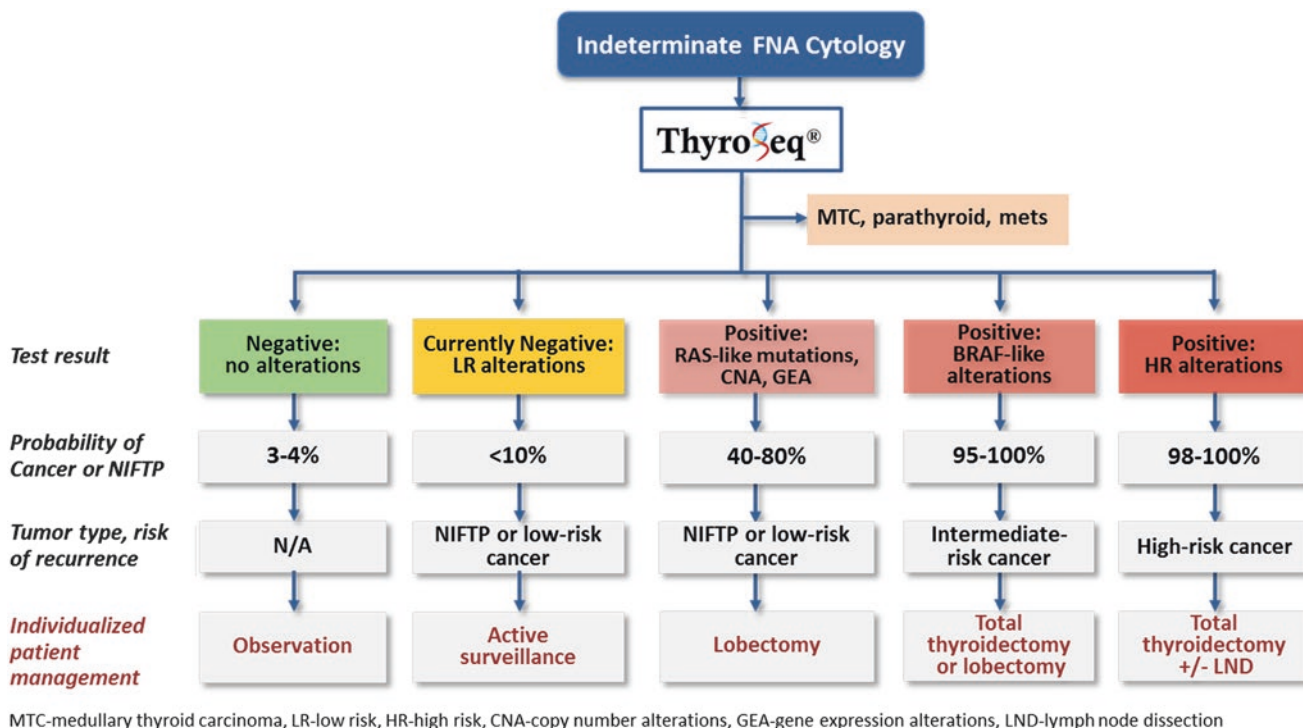 Indeterminate FNA Cytology
ThyroSeq®
MTC, parathyroid, mets
Test result
Negative:
no alterations
Currently Negative:
LR alterations
Positive:
RAS-like mutations,
CNA, GEA
Positive:
BRAF-like
alterations
Positive:
HR alterations
Probability of
Cancer or NIFTP
3-4%
<10%
40-80%
95-100%
98-100%
Tumor type, risk
of recurrence
N/A
NIFTP or low-risk
cancer
NIFTP or low-risk
cancer
Intermediate-
risk cancer
High-risk cancer
Individualized
patient
management
Observation
Active
surveillance
Lobectomy
Total
thyroidectomy
or lobectomy
Total
thyroidectomy
+/- LND
MTC-medullary thyroid carcinoma, LR-low risk, HR-high risk, CNA-copy number alterations, GEA-gene expression alterations, LND-lymph node dissection